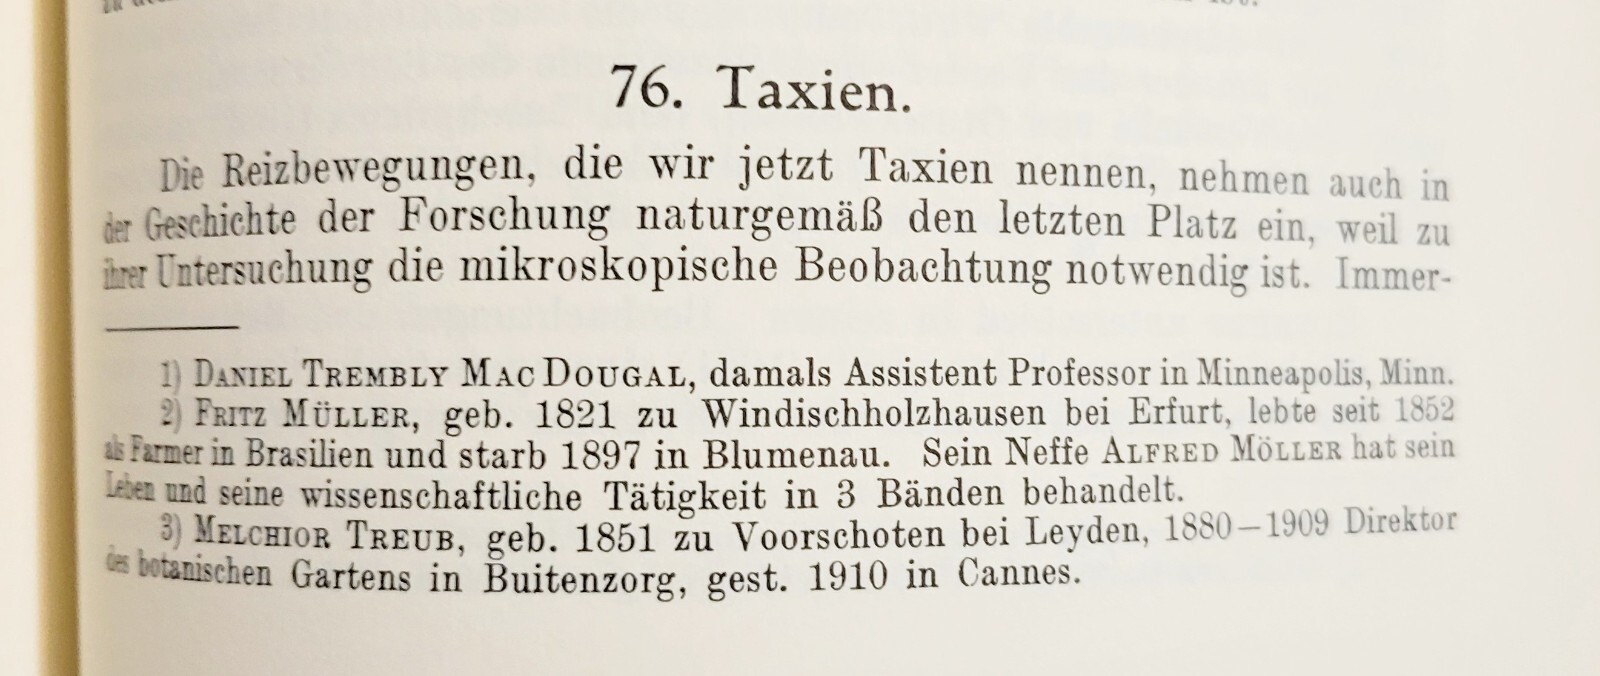 76. Taxien.
Die Reizbewegungen, die wir jetzt Taxien nennen, nehmen auch in
der Geschichte der Forschung naturgemäß den letzten Platz ein, weil zu
ihrer Untersuchung die mikroskopische Beobachtung notwendig ist. Immer-
1) DANIEL TREMBLY MAC DOUGAL, damals Assistent Professor in Minneapolis, Minn.
2) FRITZ MÜLLER, geb. 1821 zu Windischholzhausen bei Erfurt, lebte seit 1852
als Farmer in Brasilien und starb 1897 in Blumenau. Sein Neffe ALFRED MÖLLER hat sein
Leben und seine wissenschaftliche Tätigkeit in 3 Bänden behandelt.
3) MELCHIOR TREUB, geb. 1851 zu Voorschoten bei Leyden, 1880–1909 Direktor
des botanischen Gartens in Buitenzorg, gest. 1910 in Cannes.